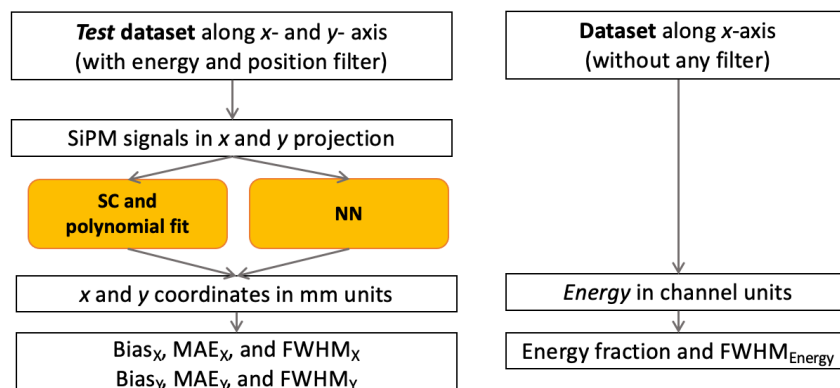 Test dataset along x- and y- axis
(with energy and position filter)
SiPM signals in x and y projection
SC and
polynomial fit
NN
x and y coordinates in mm units
BiasX, MAEX, and FWHMX
BiasY, MAEY, and FWHMY
Dataset along x-axis
(without any filter)
Energy in channel units
Energy fraction and FWHMEnergy